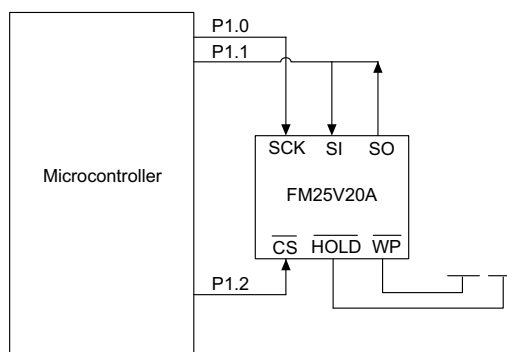 P1.0
P1.1
SCK SI SO
Microcontroller
FM25V20A
CS HOLD WP
P1.2